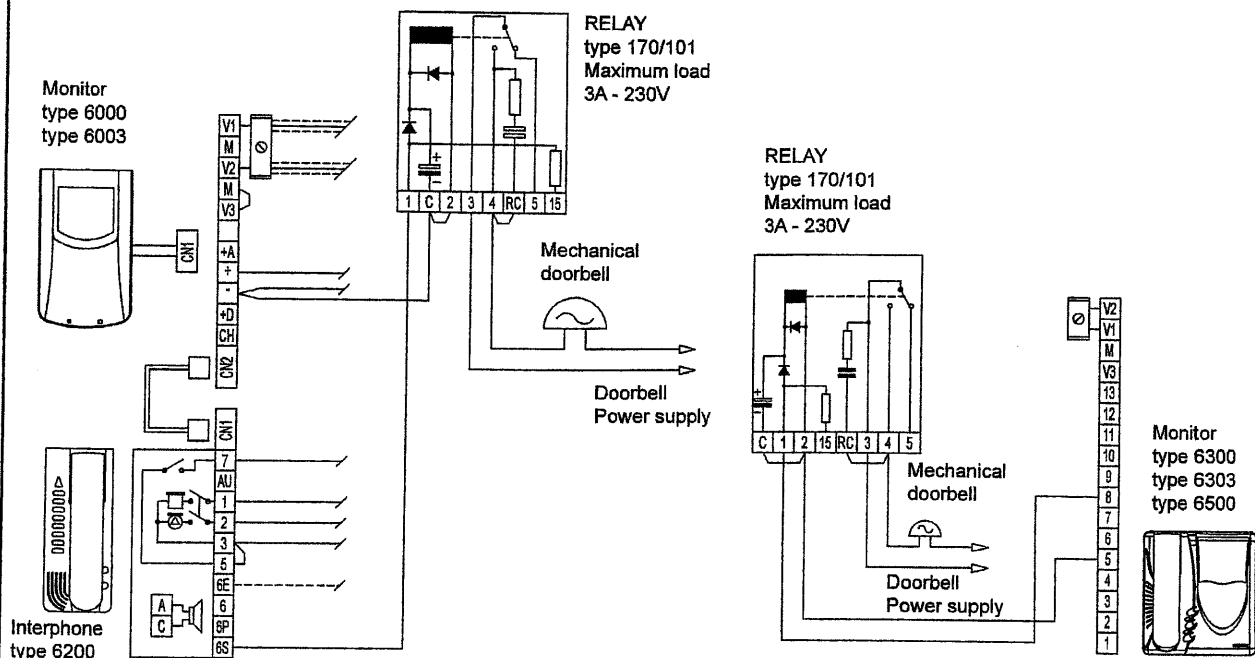 RELAY
type 170/101
Maximum load
3A - 230V
Monitor
type 6000
type 6003
V1
M
V2
M
V3
+A
+
-
+D
CH
CN2
CN1
+
-
1 C 2 3 4 RC 5 15
Mechanical
doorbell
Doorbell
Power supply
CN1
7
AU
1
2
3
5
6E
6
6P
6S
A
C
Interphone
type 6200
RELAY
type 170/101
Maximum load
3A - 230V
+
-
C 1 2 15 RC 3 4 5
Mechanical
doorbell
Doorbell
Power supply
V2
V1
M
V3
13
12
11
10
9
8
7
6
5
4
3
2
1
Monitor
type 6300
type 6303
type 6500